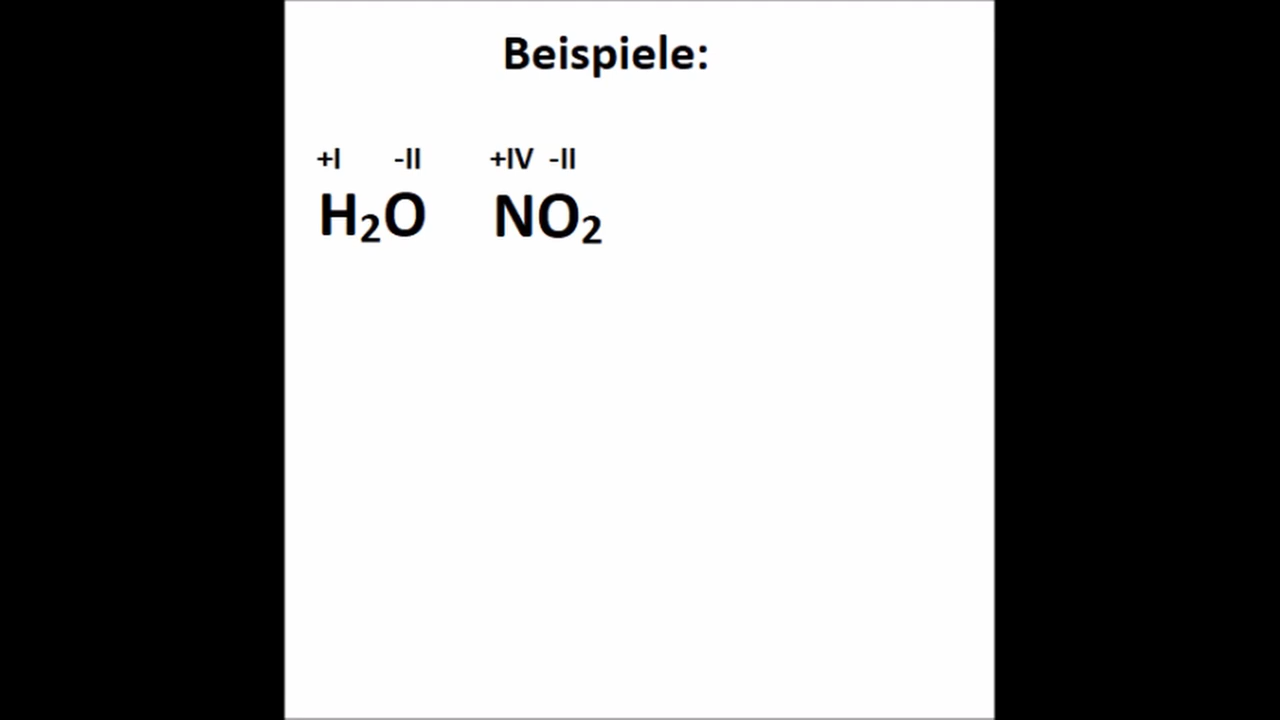 Beispiele:
+I -II +IV -II
H₂O NO₂